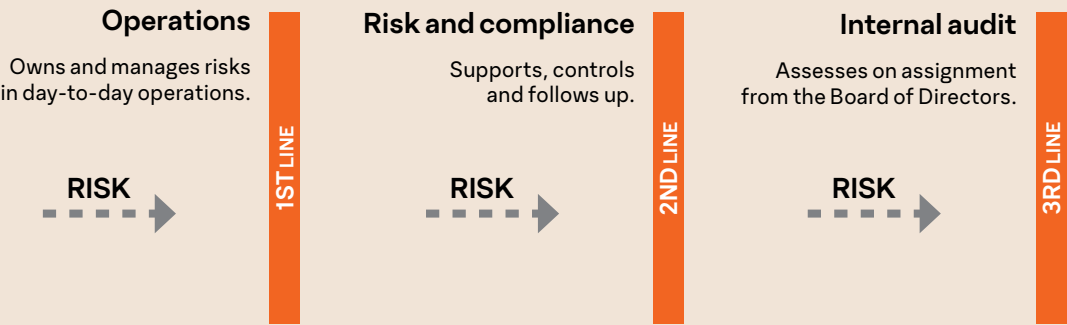 Operations
Owns and manages risks
in day-to-day operations.
RISK
1ST LINE
Risk and compliance
Supports, controls
and follows up.
RISK
2ND LINE
Internal audit
Assesses on assignment
from the Board of Directors.
RISK
3RD LINE